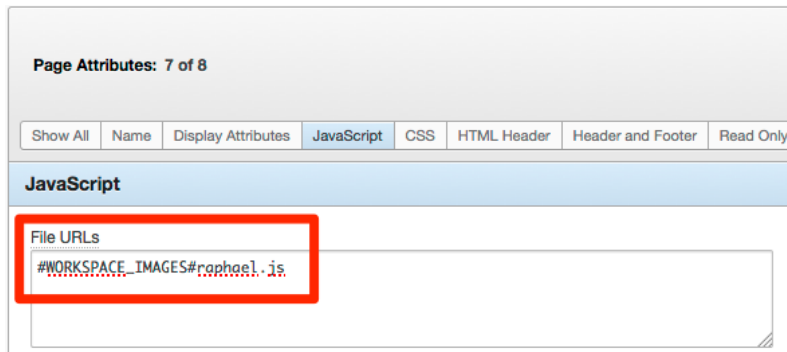 Page Attributes: 7 of 8
Show All Name Display Attributes JavaScript CSS HTML Header Header and Footer Read Only
JavaScript
File URLs
#WORKSPACE_IMAGES#raphael.js